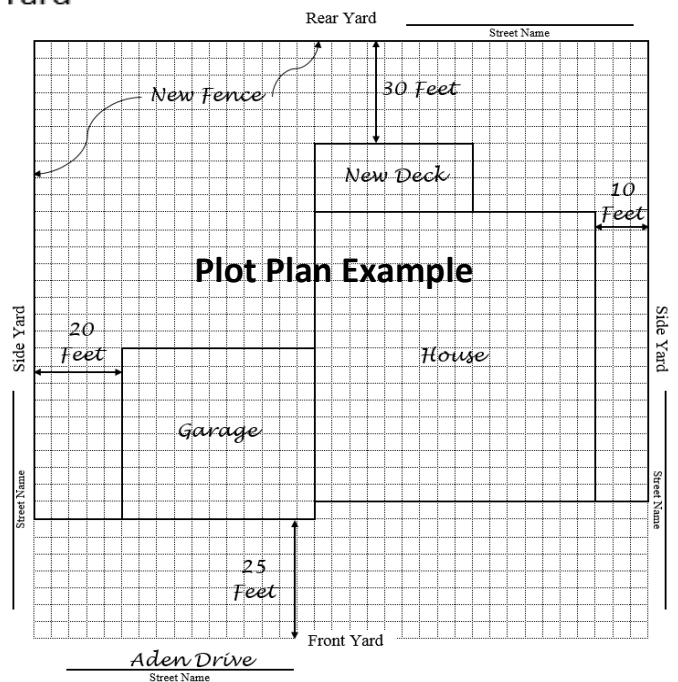 Rear Yard
Street Name
New Fence
30 Feet
New Deck
10
Feet
Plot Plan Example
Side Yard
Side Yard
20
Feet
House
Garage
Street Name
Street Name
25
Feet
Front Yard
Aden Drive
Street Name